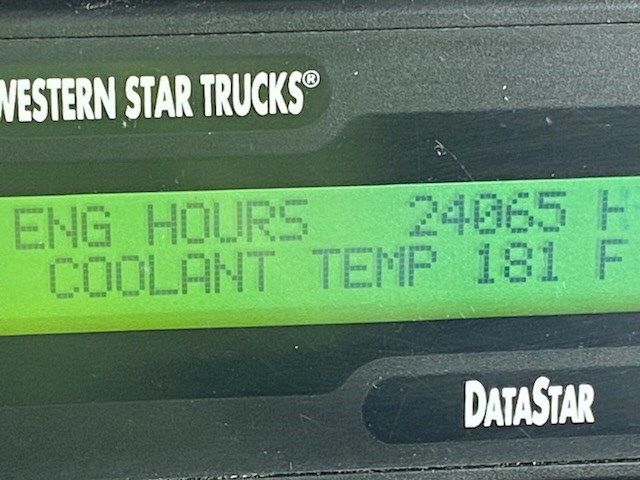 WESTERN STAR TRUCKS®
ENG HOURS 24065 H
COOLANT TEMP 181 F
DATASTAR